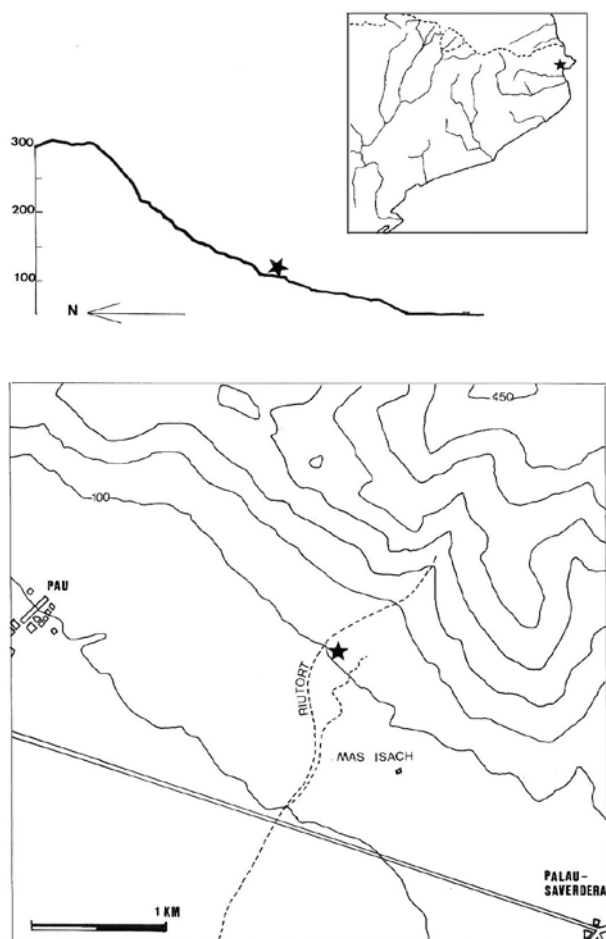 300
200
100
N
450
100
PAU
RIUTORT
MAS ISACH
PALAU-
SAVERDERA
1 KM